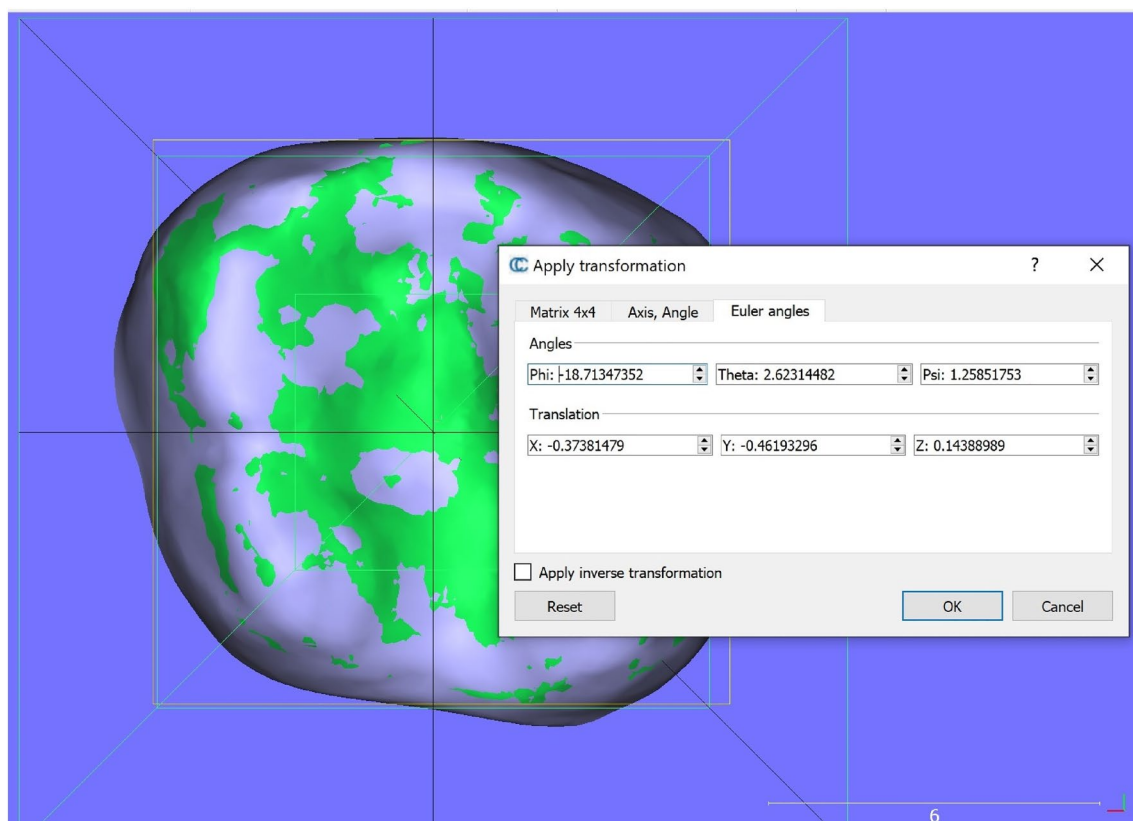 Apply transformation ?
Matrix 4x4 Axis, Angle Euler angles
Angles
Phi: -18.71347352 Theta: 2.62314482 Psi: 1.25851753
Translation
X: -0.37381479 Y: -0.46193296 Z: 0.14388989
Apply inverse transformation
Reset OK Cancel
6